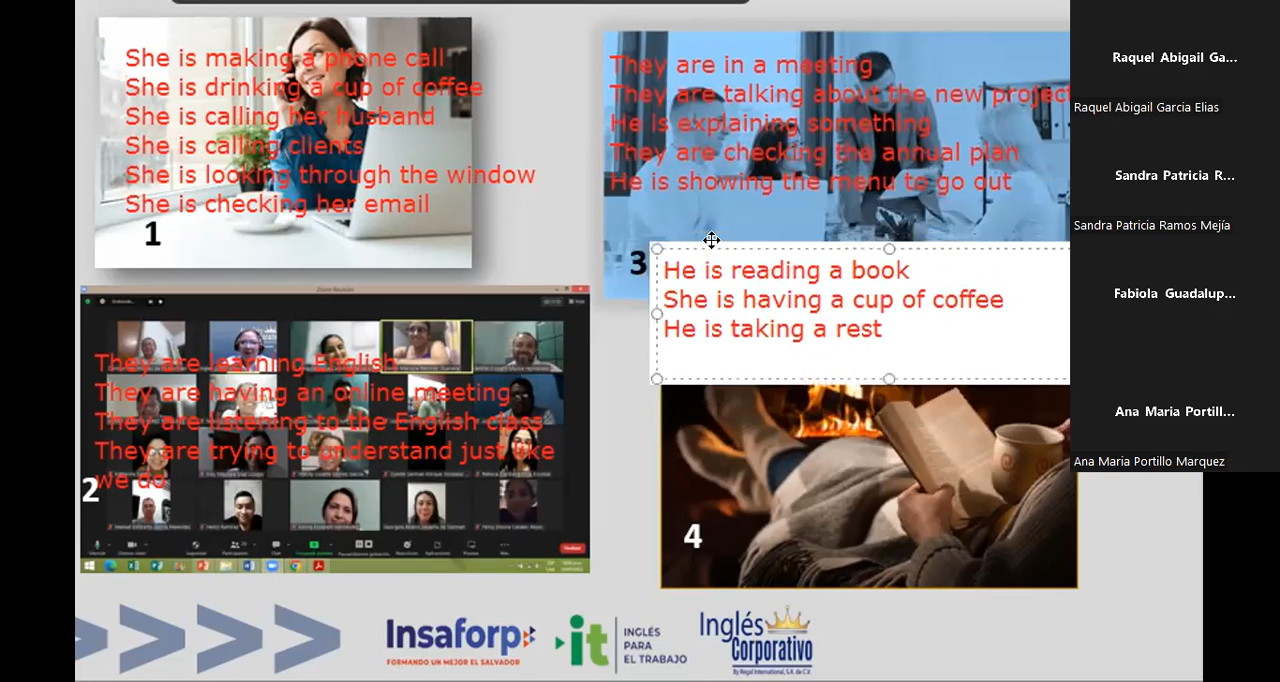 She is making a phone call
She is drinking a cup of coffee
She is calling her husband
She is calling clients
She is looking through the window
She is checking her email
1
They are in a meeting
They are talking about the new project
He is explaining something
They are checking the annual plan
He is showing the menu to go out
3
He is reading a book
She is having a cup of coffee
He is taking a rest
They are learning English
They are having an online meeting
They are listening to the English class
They are trying to understand just like
we do
2
4
Insaforp
FORMANDO UN MEJOR EL SALVADOR
it
INGLÉS
PARA
EL TRABAJO
Inglés
Corporativo
By Regal International, S.A. de C.V.
Raquel Abigail Ga...
Raquel Abigail Garcia Elias
Sandra Patricia R...
Sandra Patricia Ramos Mejía
Fabiola Guadalup...
Ana Maria Portill...
Ana Maria Portillo Marquez